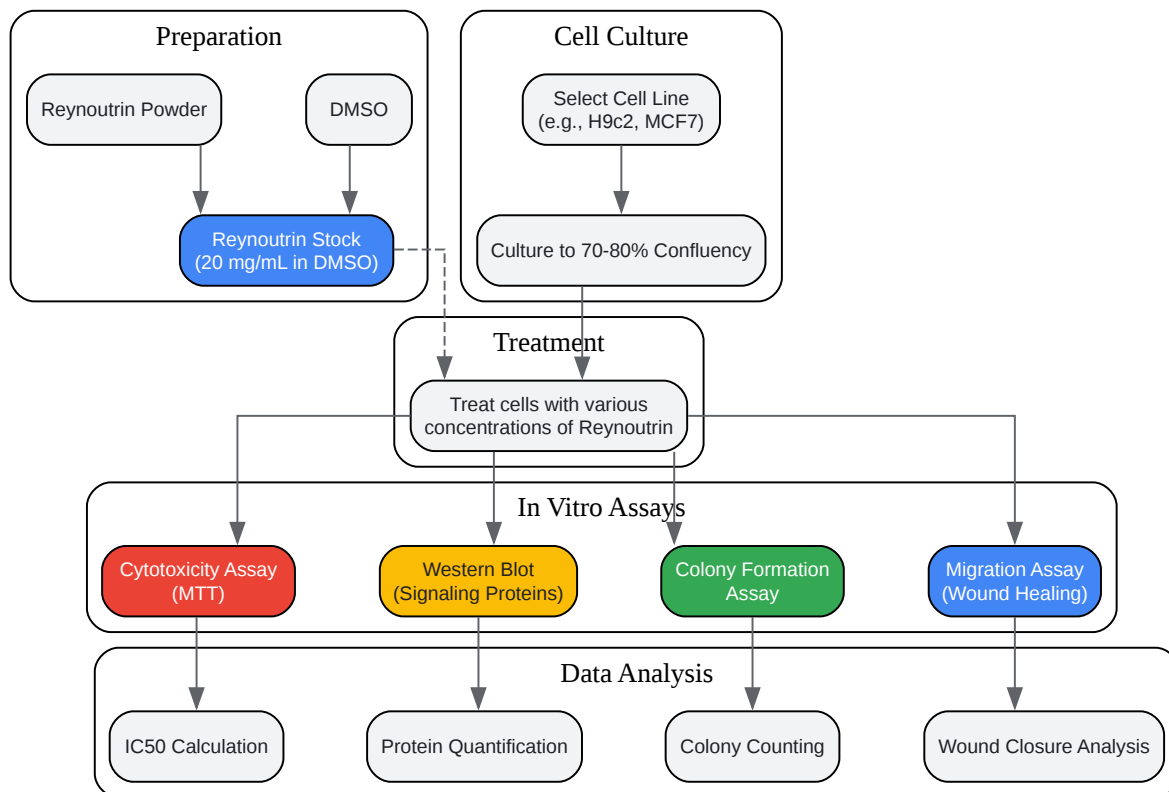 Preparation
Reynoutrin Powder
DMSO
Reynoutrin Stock
(20 mg/mL in DMSO)
Cell Culture
Select Cell Line
(e.g., H9c2, MCF7)
Culture to 70-80% Confluency
Treatment
Treat cells with various
concentrations of Reynoutrin
In Vitro Assays
Cytotoxicity Assay
(MTT)
Western Blot
(Signaling Proteins)
Colony Formation
Assay
Migration Assay
(Wound Healing)
Data Analysis
IC50 Calculation
Protein Quantification
Colony Counting
Wound Closure Analysis